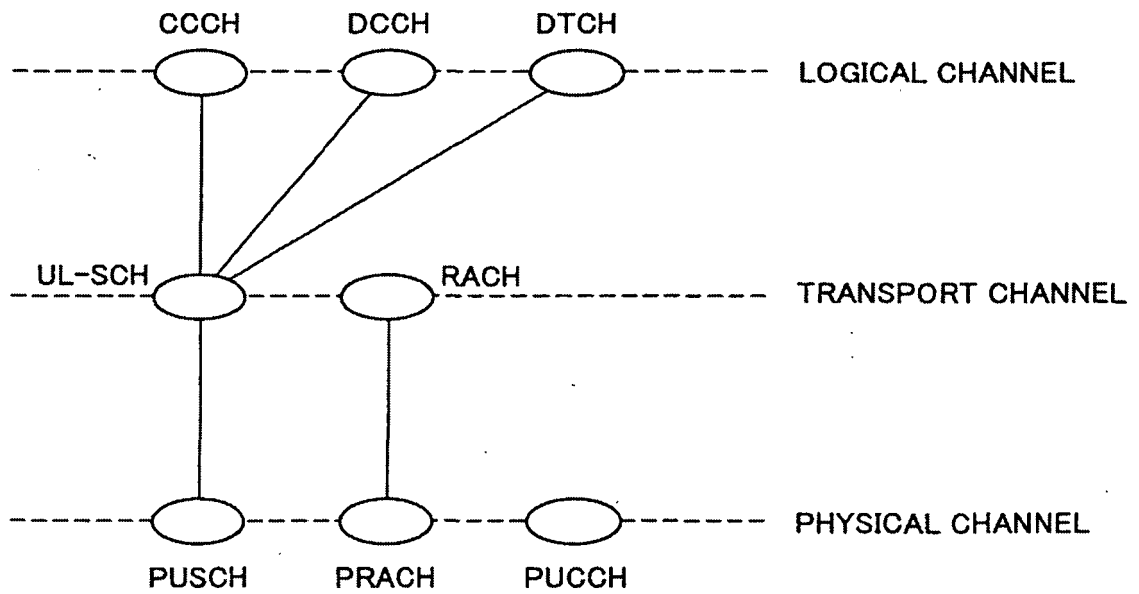 CCCH DCCH DTCH
LOGICAL CHANNEL
UL-SCH RACH
TRANSPORT CHANNEL
PHYSICAL CHANNEL
PUSCH PRACH PUCCH